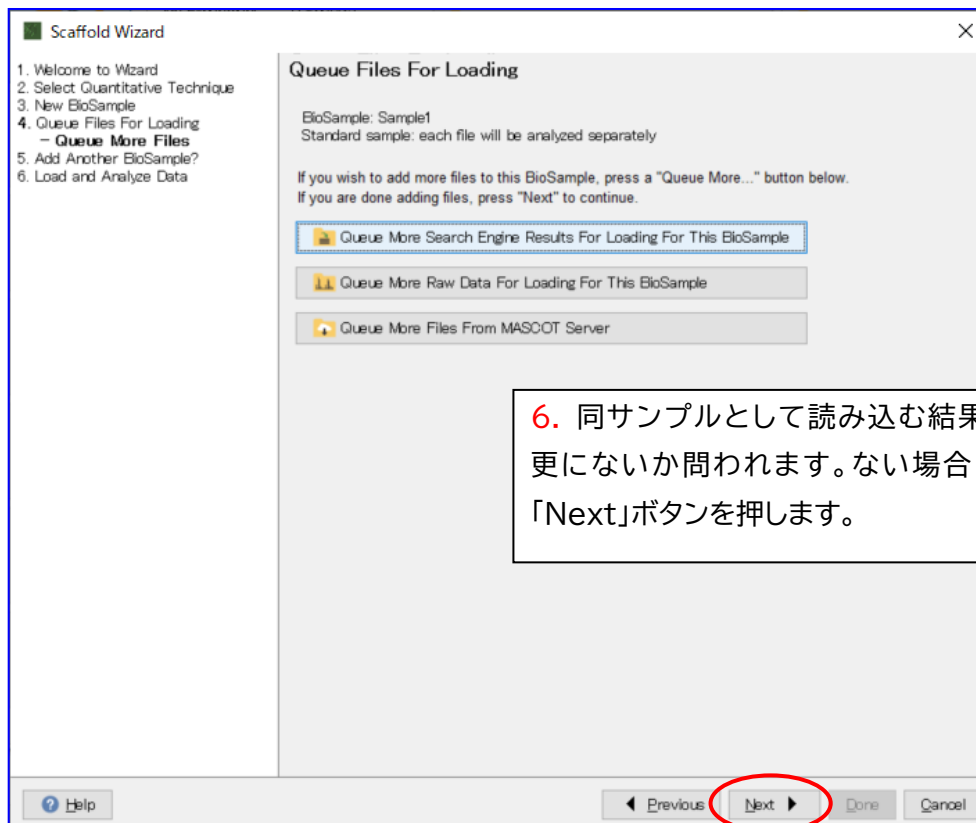 Scaffold Wizard
1. Welcome to Wizard
2. Select Quantitative Technique
3. New BioSample
4. Queue Files For Loading
– Queue More Files
5. Add Another BioSample?
6. Load and Analyze Data
Queue Files For Loading
BioSample: Sample1
Standard sample: each file will be analyzed separately
If you wish to add more files to this BioSample, press a "Queue More..." button below.
If you are done adding files, press "Next" to continue.
Queue More Search Engine Results For Loading For This BioSample
Queue More Raw Data For Loading For This BioSample
Queue More Files From MASCOT Server
6. 同サンプルとして読み込む結果
更にないか問われます。ない場合
「Next」ボタンを押します。
Help
Previous
Next
Done
Cancel